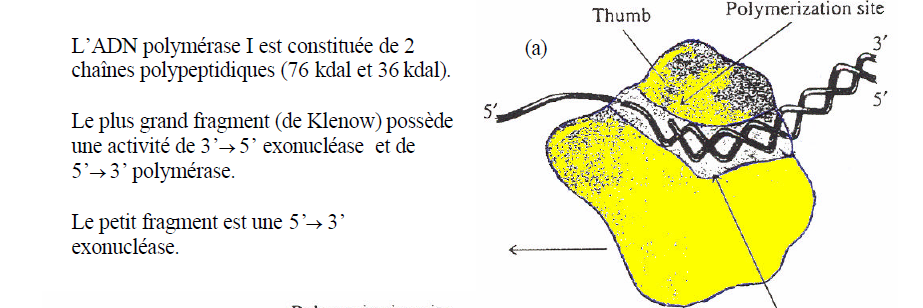 L'ADN polymérase I est constituée de 2
chaînes polypeptidiques (76 kdal et 36 kdal).
Le plus grand fragment (de Klenow) possède
une activité de 3'→5' exonucléase et de
5'→3' polymérase.
Le petit fragment est une 5'→3'
exonucléase.
Thumb
Polymerization site
(a)
3'
5'
5'